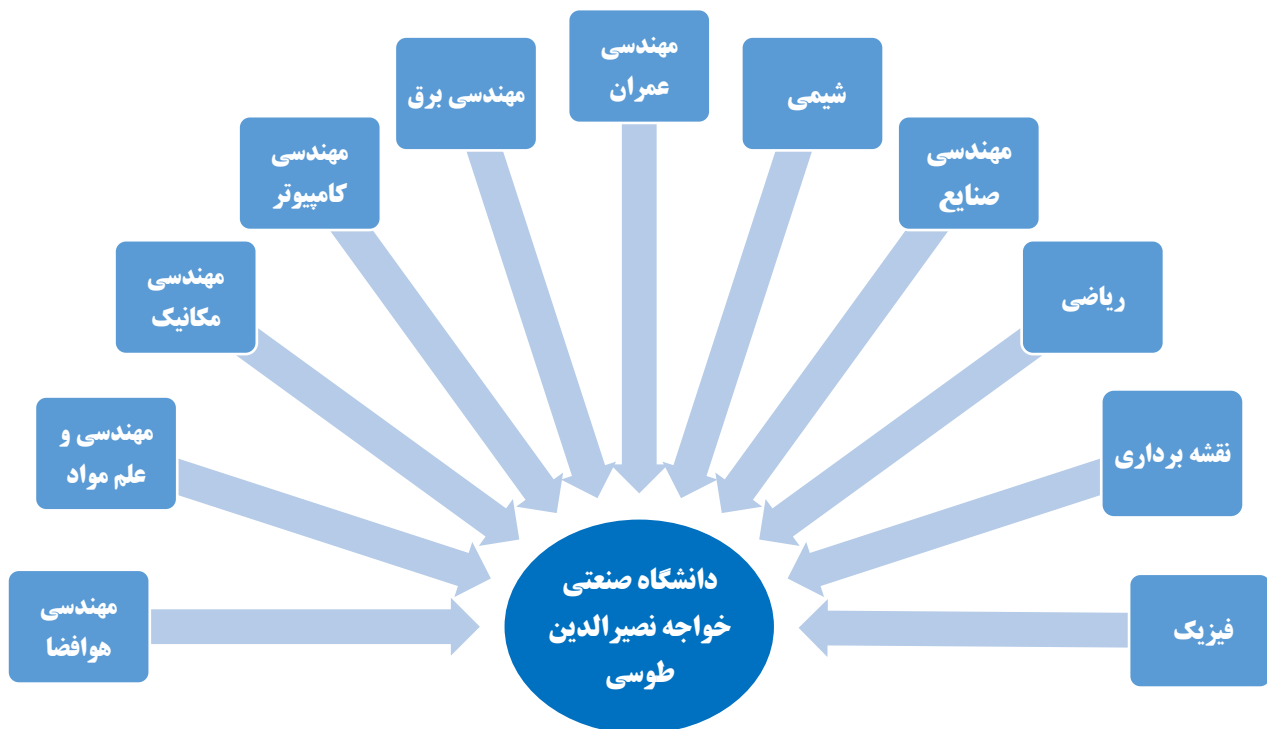 مهندسی
عمران
شیمی
مهندسی برق
مهندسی
صنایع
مهندسی
کامپیوتر
ریاضی
مهندسی
مکانیک
نقشه برداری
مهندسی و
علم مواد
فیزیک
مهندسی
هوافضا
دانشگاه صنعتی
خواجه نصیرالدین
طوسی